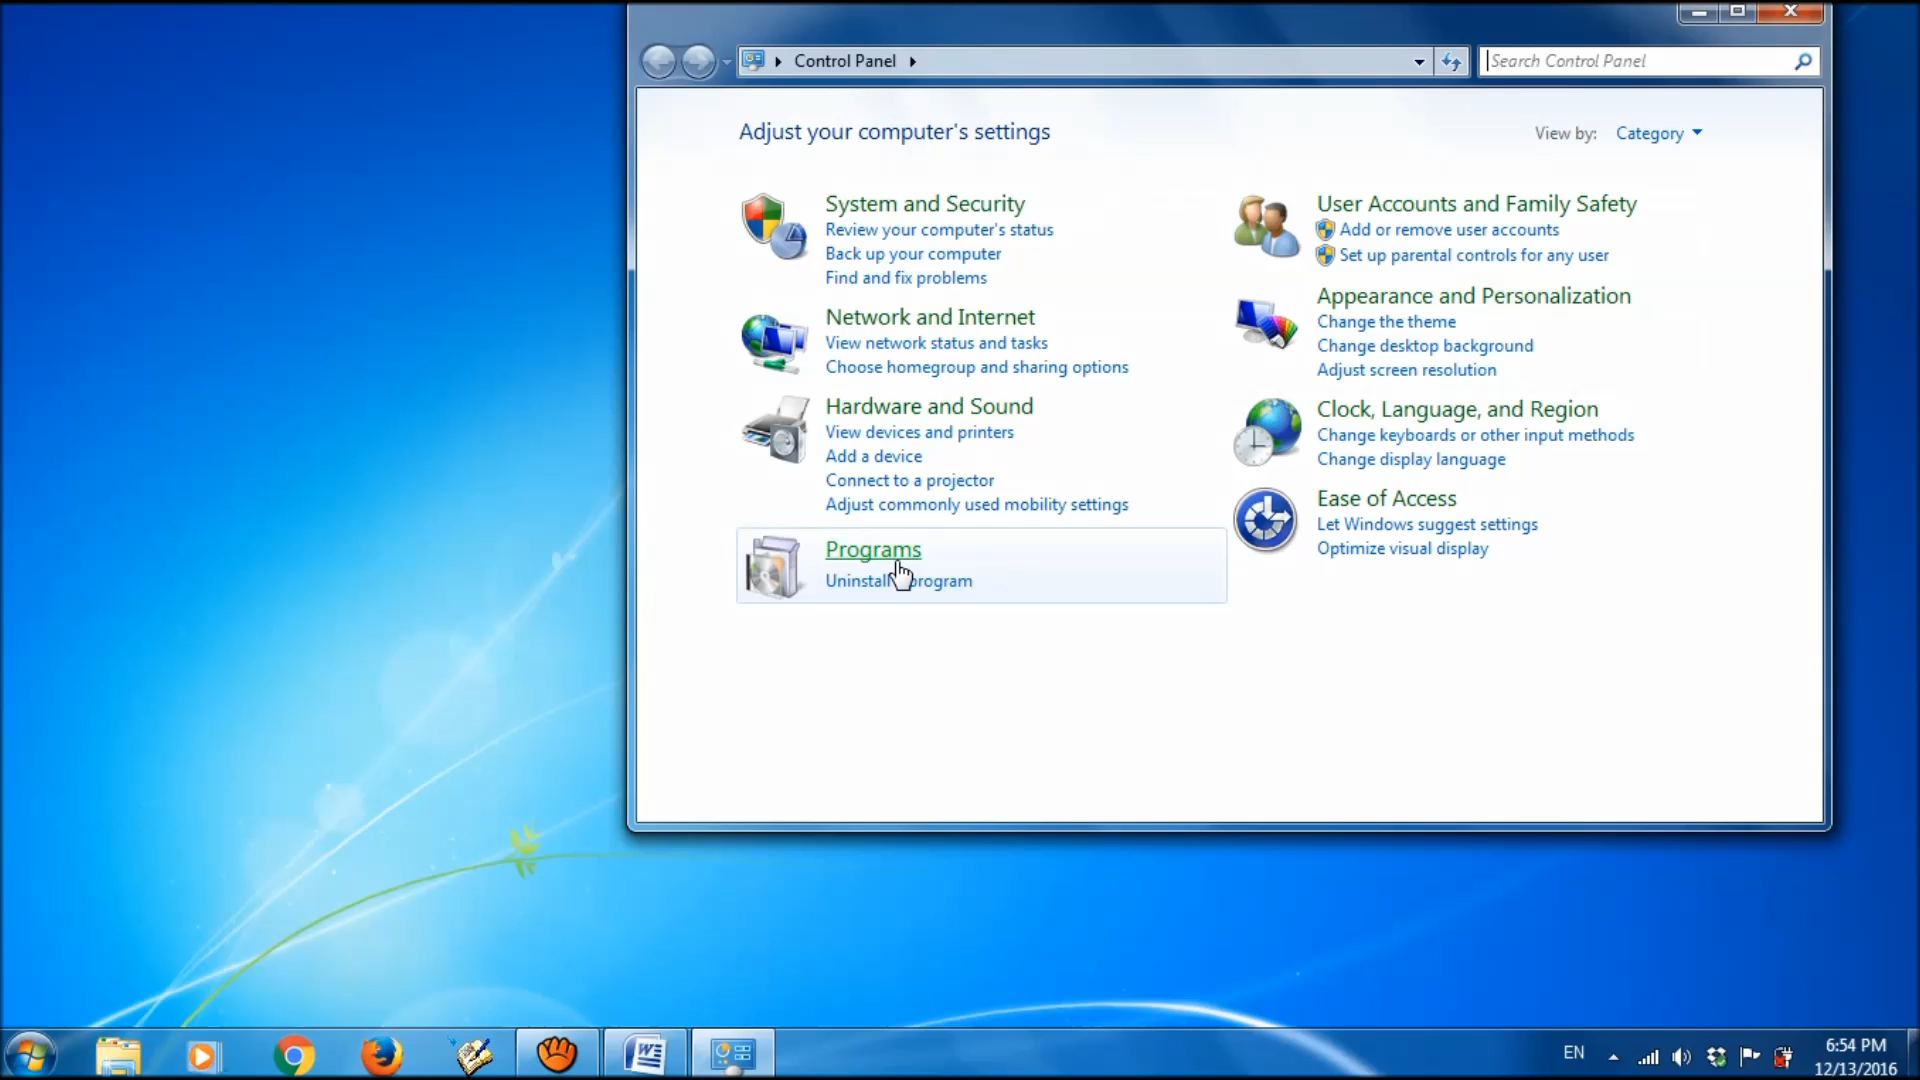 Control Panel
Search Control Panel
Adjust your computer's settings
View by: Category
System and Security
Review your computer's status
Back up your computer
Find and fix problems
Network and Internet
View network status and tasks
Choose homegroup and sharing options
Hardware and Sound
View devices and printers
Add a device
Connect to a projector
Adjust commonly used mobility settings
Programs
Uninstall program
User Accounts and Family Safety
Add or remove user accounts
Set up parental controls for any user
Appearance and Personalization
Change the theme
Change desktop background
Adjust screen resolution
Clock, Language, and Region
Change keyboards or other input methods
Change display language
Ease of Access
Let Windows suggest settings
Optimize visual display
W
EN
6:54 PM
12/13/2016